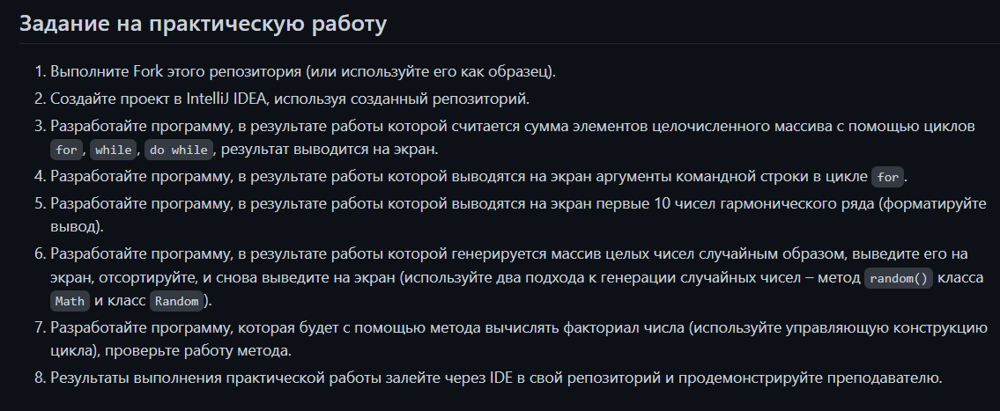 Задание на практическую работу
1. Выполните Fork этого репозитория (или используйте его как образец).
2. Создайте проект в IntelliJ IDEA, используя созданный репозиторий.
3. Разработайте программу, в результате работы которой считается сумма элементов целочисленного массива с помощью циклов
for, while, do while, результат выводится на экран.
4. Разработайте программу, в результате работы которой выводятся на экран аргументы командной строки в цикле for.
5. Разработайте программу, в результате работы которой выводятся на экран первые 10 чисел гармонического ряда (форматируйте
вывод).
6. Разработайте программу, в результате работы которой генерируется массив целых чисел случайным образом, выведите его на
экран, отсортируйте, и снова выведите на экран (используйте два подхода к генерации случайных чисел – метод random() класса
Math и класс Random).
7. Разработайте программу, которая будет с помощью метода вычислять факториал числа (используйте управляющую конструкцию
цикла), проверьте работу метода.
8. Результаты выполнения практической работы залейте через IDE в свой репозиторий и продемонстрируйте преподавателю.